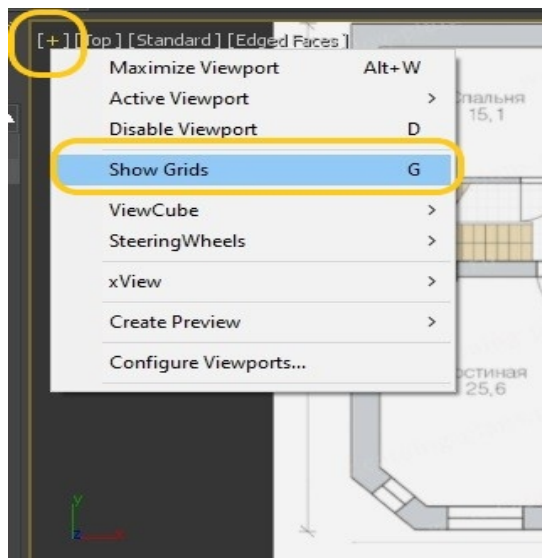 [+] [Top] [Standard] [Edged Faces]
Maximize Viewport Alt+W
Active Viewport >
Disable Viewport D
Show Grids G
ViewCube >
SteeringWheels >
xView >
Create Preview >
Configure Viewports...
Спальня
15,1
остиная
25,6
y
z x